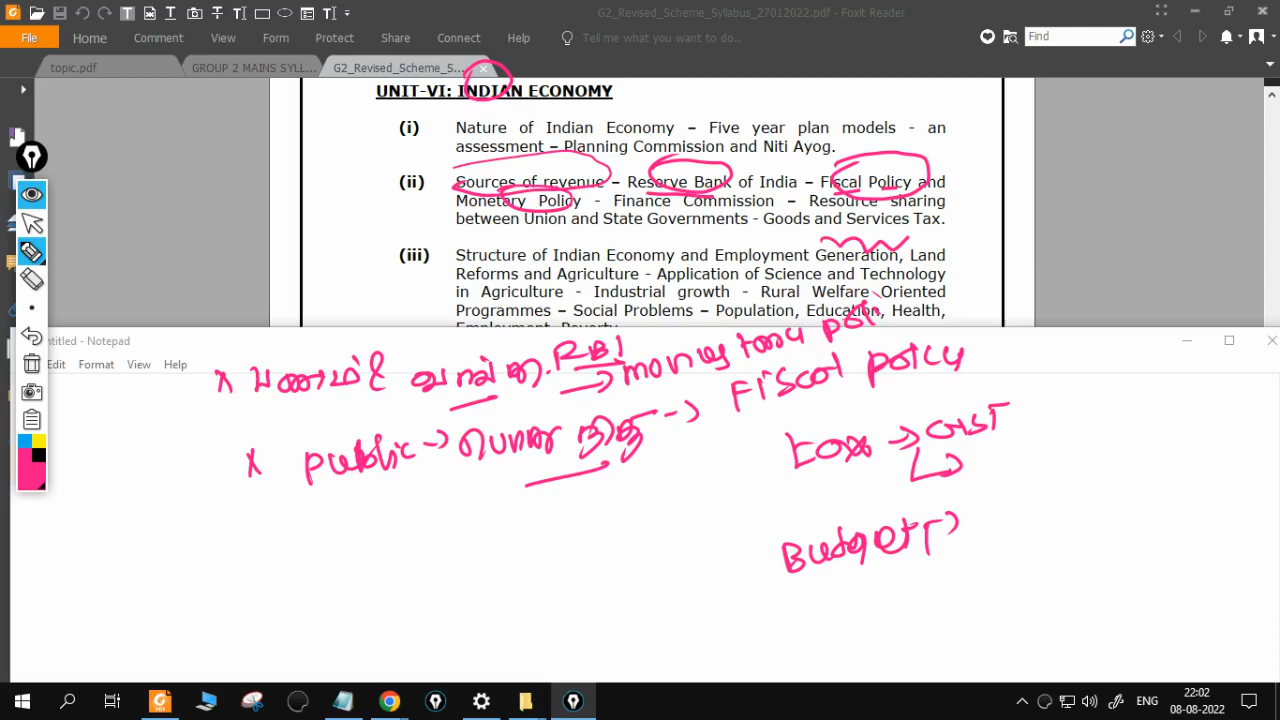 G2_Revised_Scheme_Syllabus_27012022.pdf - Foxit Reader
File Home Comment View Form Protect Share Connect Help Tell me what you want to do.. Find
topic.pdf GROUP 2 MAINS SYLL... G2_Revised_Scheme_S...
UNIT-VI: INDIAN ECONOMY
(i) Nature of Indian Economy – Five year plan models - an
assessment – Planning Commission and Niti Ayog.
(ii) Sources of revenue – Reserve Bank of India – Fiscal Policy and
Monetary Policy - Finance Commission – Resource sharing
between Union and State Governments - Goods and Services Tax.
(iii) Structure of Indian Economy and Employment Generation, Land
Reforms and Agriculture - Application of Science and Technology
in Agriculture - Industrial growth - Rural Welfare Oriented
Programmes – Social Problems – Population, Education, Health,
Employment, Poverty
ntitled - Notepad
Edit Format View Help
RBI
Fiscal policy
public → பொது நிதி →
tax → GST
Budget
ENG 22:02
08-08-2022